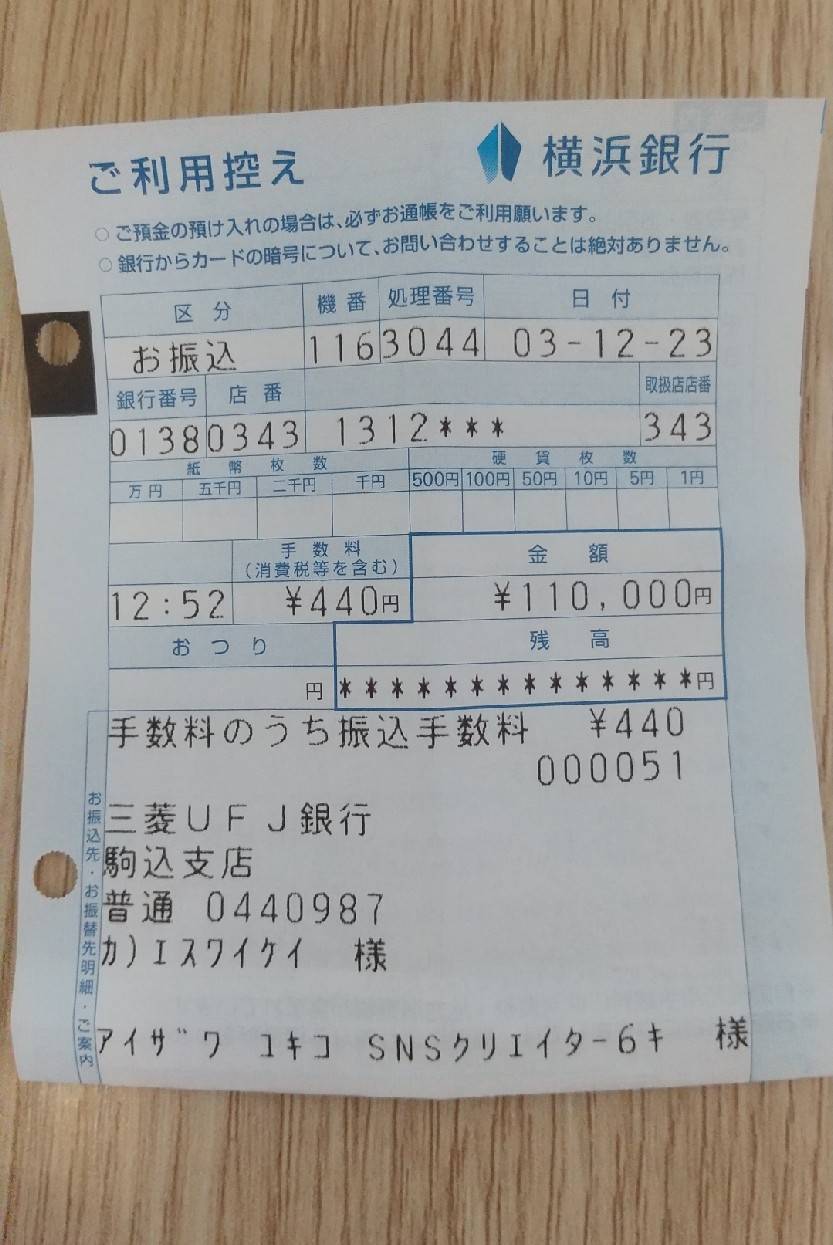 ご利用控え 横浜銀行
○ ご預金の預け入れの場合は、必ずお通帳をご利用願います。
○ 銀行からカードの暗号について、お問い合わせすることは絶対ありません。
区分 機番 処理番号 日付
お振込 116 3044 03-12-23
銀行番号 店番 取扱店店番
0138 0343 1312*** 343
紙幣枚数 硬貨枚数
万円 五千円 二千円 千円 500円 100円 50円 10円 5円 1円
手数料 金額
(消費税等を含む)
12:52 ¥440円 ¥110,000円
おつり 残高
円 **************円
手数料のうち振込手数料 ¥440
000051
お振込先・お振替先明細・ご案内
三菱UFJ銀行
駒込支店
普通 0440987
カ)エスワイケイ 様
アイザワ ユキコ SNSクリエイター6キ 様